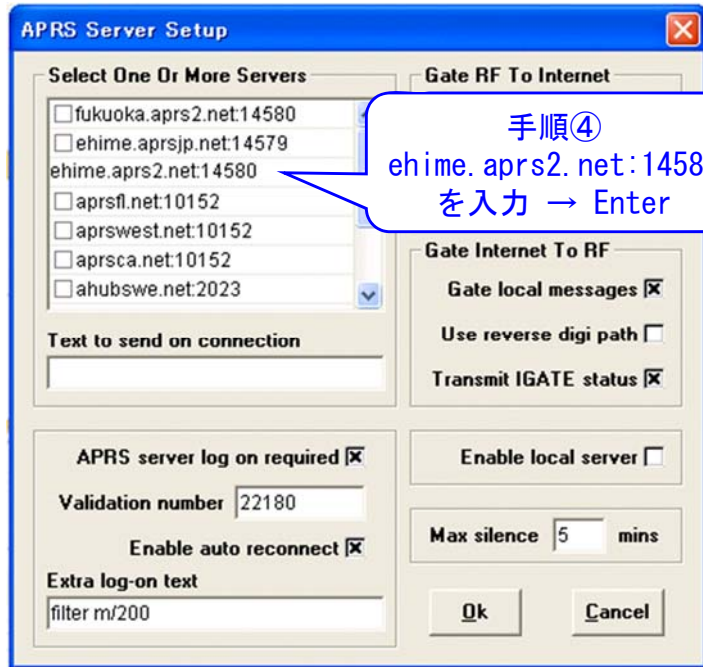 APRS Server Setup
Select One Or More Servers
fukuoka.aprs2.net:14580
ehime.aprsjp.net:14579
ehime.aprs2.net:14580
aprsfl.net:10152
aprswest.net:10152
aprsca.net:10152
ahubswe.net:2023
Text to send on connection
APRS server log on required
Validation number 22180
Enable auto reconnect
Extra log-on text
filter m/200
Gate RF To Internet
手順④
ehime.aprs2.net:1458
を入力 → Enter
Gate Internet To RF
Gate local messages
Use reverse digi path
Transmit IGATE status
Enable local server
Max silence 5 mins
Ok Cancel